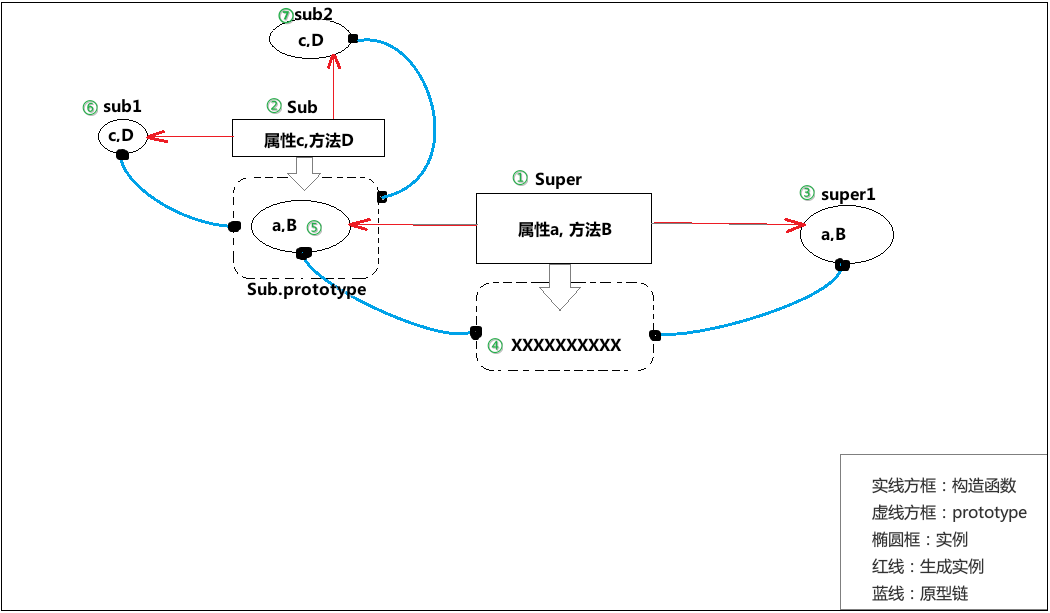 ⑦sub2
c,D
⑥ sub1
② Sub
c,D
属性c,方法D
① Super
③ super1
a,B ⑤
属性a, 方法B
a,B
Sub.prototype
④ XXXXXXXXXX
实线方框：构造函数
虚线方框：prototype
椭圆框：实例
红线：生成实例
蓝线：原型链